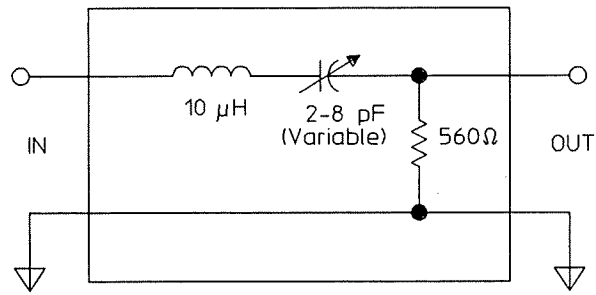 10 µH
2-8 pF
(Variable)
560Ω
IN
OUT